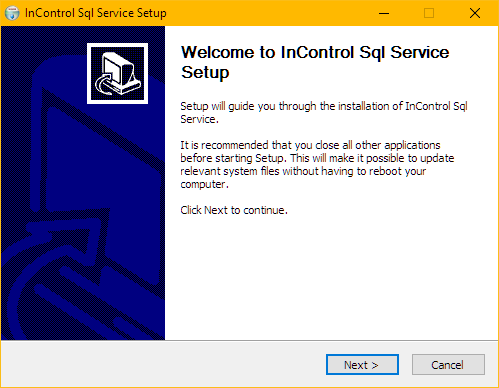 InControl Sql Service Setup
Welcome to InControl Sql Service
Setup
Setup will guide you through the installation of InControl Sql
Service.
It is recommended that you close all other applications
before starting Setup. This will make it possible to update
relevant system files without having to reboot your
computer.
Click Next to continue.
Next >
Cancel